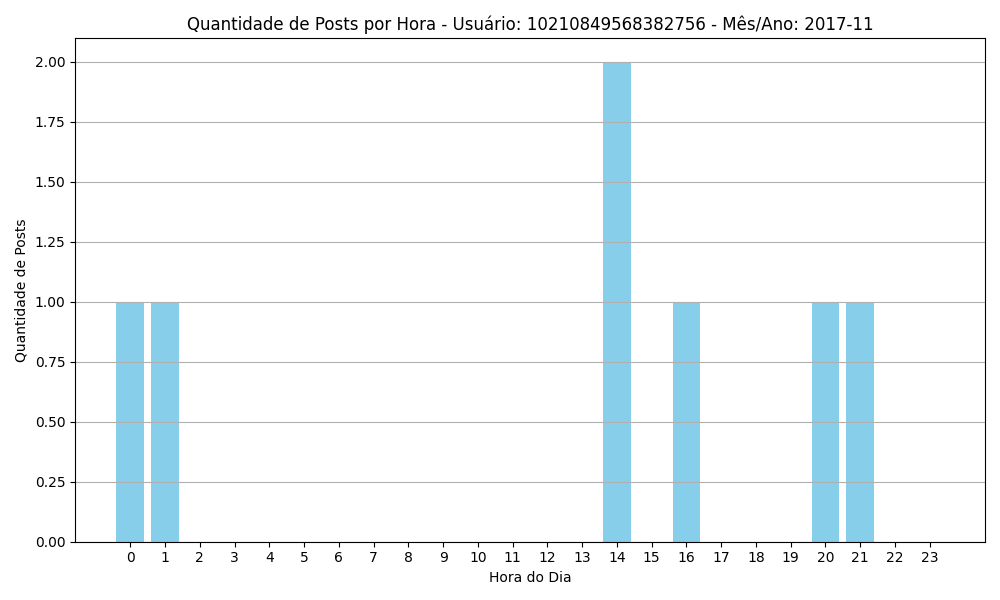 Quantidade de Posts por Hora - Usuário: 10210849568382756 - Mês/Ano: 2017-11
2.00
1.75
1.50
1.25
1.00
0.75
0.50
0.25
0.00
Quantidade de Posts
0 1 2 3 4 5 6 7 8 9 10 11 12 13 14 15 16 17 18 19 20 21 22 23
Hora do Dia